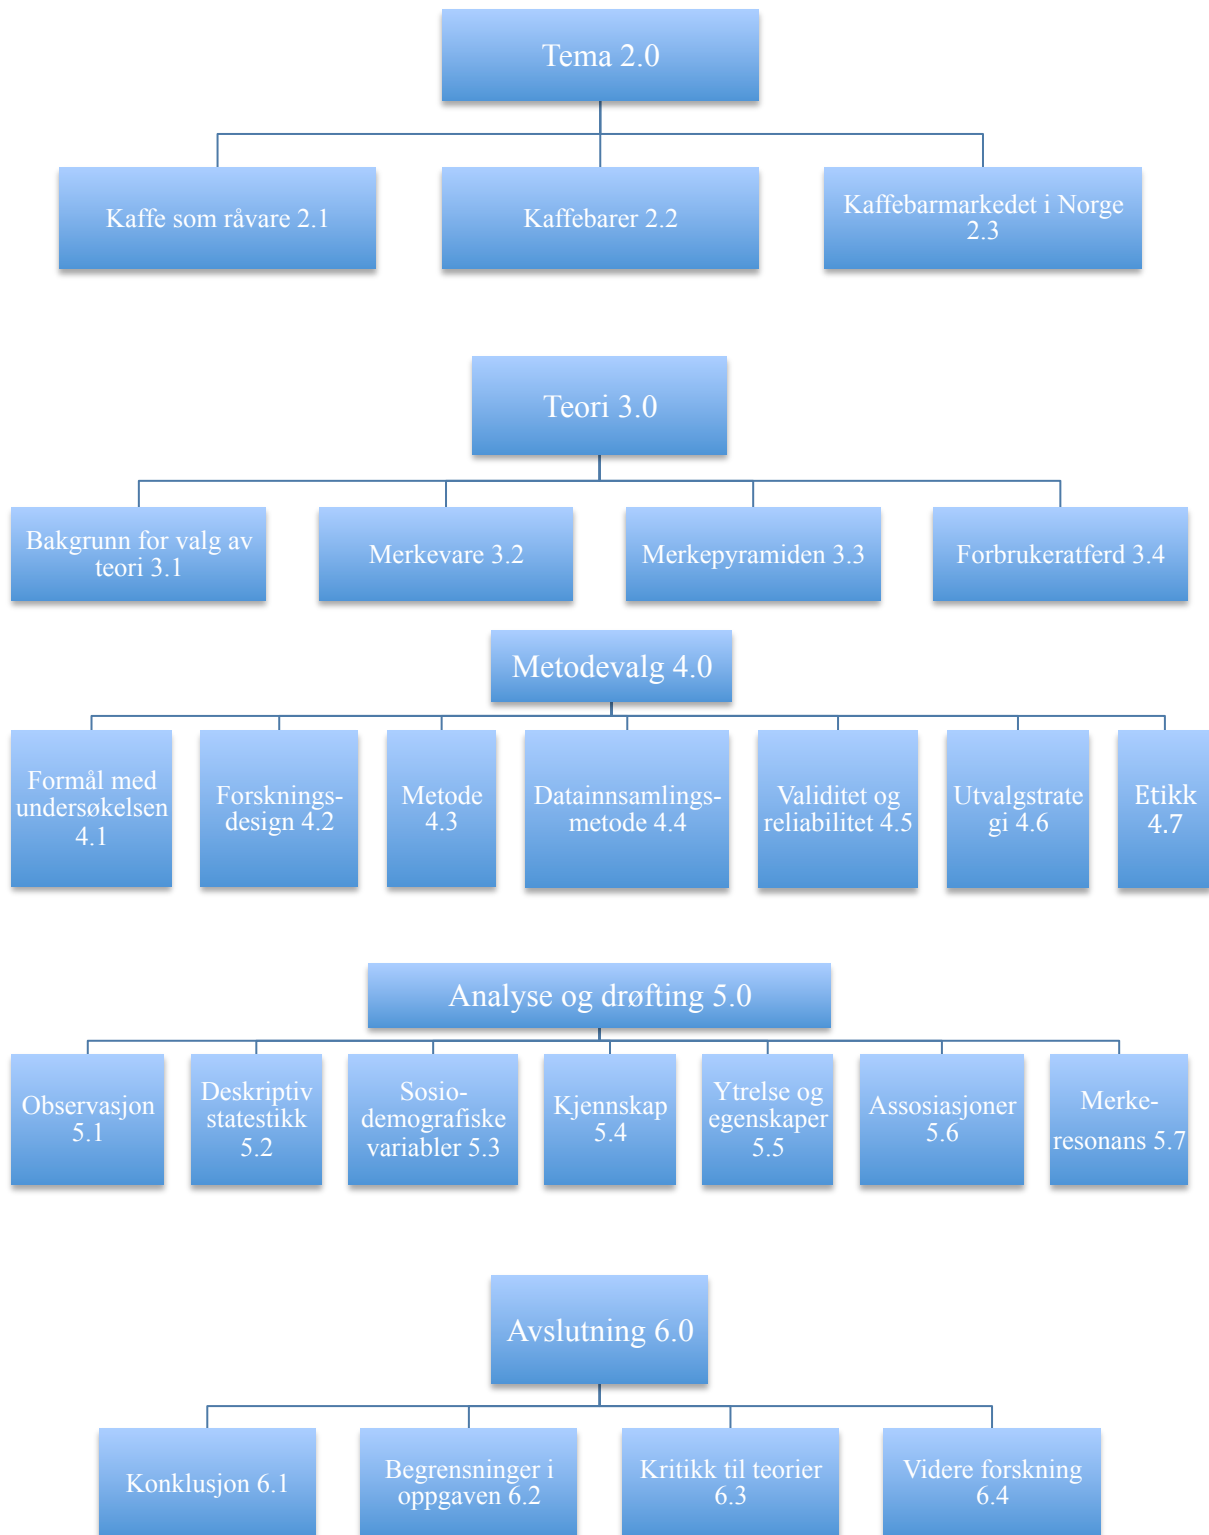 Tema 2.0
Kaffe som råvare 2.1
Kaffebarer 2.2
Kaffebarmarkedet i Norge
2.3
Teori 3.0
Bakgrunn for valg av
teori 3.1
Merkevare 3.2
Merkepyramiden 3.3
Forbrukeratferd 3.4
Metodevalg 4.0
Formål med
undersøkelsen
4.1
Forsknings-
design 4.2
Metode
4.3
Datainnsamlings-
metode 4.4
Validitet og
reliabilitet 4.5
Utvalgstrate
gi 4.6
Etikk
4.7
Analyse og drøfting 5.0
Observasjon
5.1
Deskriptiv
statestikk
5.2
Sosio-
demografiske
variabler 5.3
Kjennskap
5.4
Ytrelse og
egenskaper
5.5
Assosiasjoner
5.6
Merke-
resonans 5.7
Avslutning 6.0
Konklusjon 6.1
Begrensninger i
oppgaven 6.2
Kritikk til teorier
6.3
Videre forskning
6.4